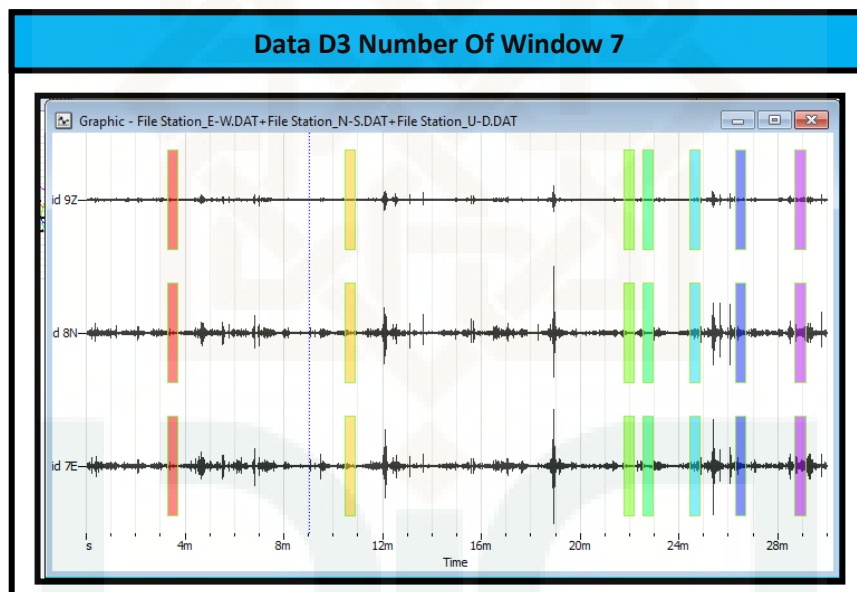 Data D3 Number Of Window 7
Graphic - File Station_E-W.DAT+File Station_N-S.DAT+File Station_U-D.DAT
id 9Z
d 8N
id 7E
s 4m 8m 12m 16m 20m 24m 28m
Time